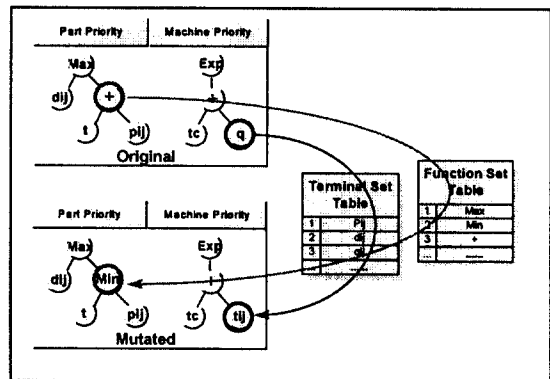 Part Priority Machine Priority
Max Exp
dij + +
t pij tc q
Original
Terminal Set Table
1 Pij
2 dij
3
... ......
Function Set Table
1 Max
2 Min
3 +
... ......
Part Priority Machine Priority
Max Exp
dij Min
t pij tc tij
Mutated